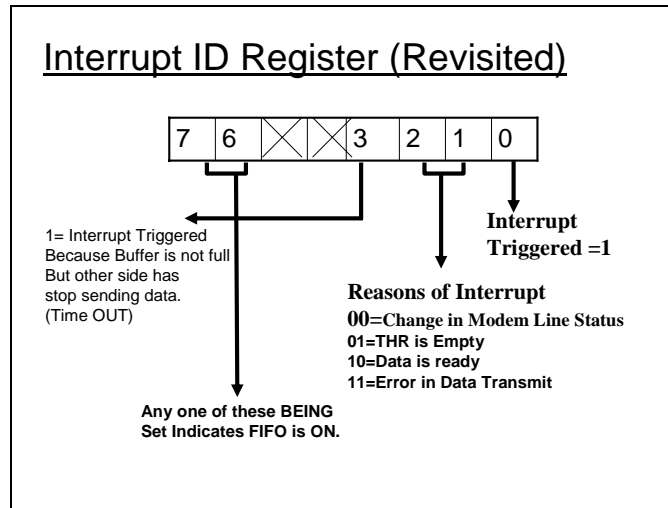 Interrupt ID Register (Revisited)
7 6 3 2 1 0
1= Interrupt Triggered
Because Buffer is not full
But other side has
stop sending data.
(Time OUT)
Interrupt
Triggered =1
Reasons of Interrupt
00=Change in Modem Line Status
01=THR is Empty
10=Data is ready
11=Error in Data Transmit
Any one of these BEING
Set Indicates FIFO is ON.